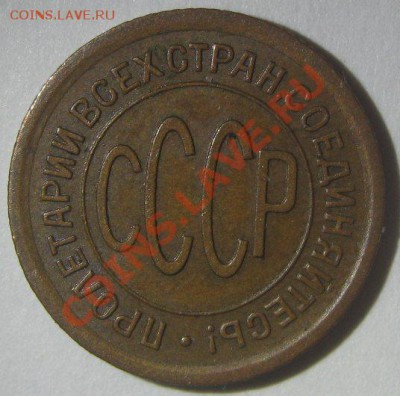 COINS.LAVE.RU
ПРОЛЕТАРИИ ВСЕХ СТРАН СОЕДИНЯЙТЕСЬ!
СССР
COINS.LAVE.RU